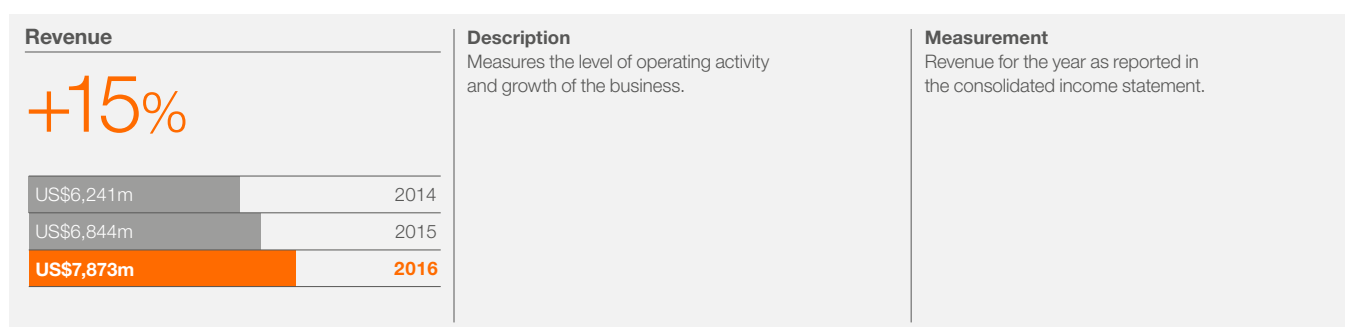 Revenue
+15%
US$6,241m 2014
US$6,844m 2015
US$7,873m 2016
Description
Measures the level of operating activity
and growth of the business.
Measurement
Revenue for the year as reported in
the consolidated income statement.